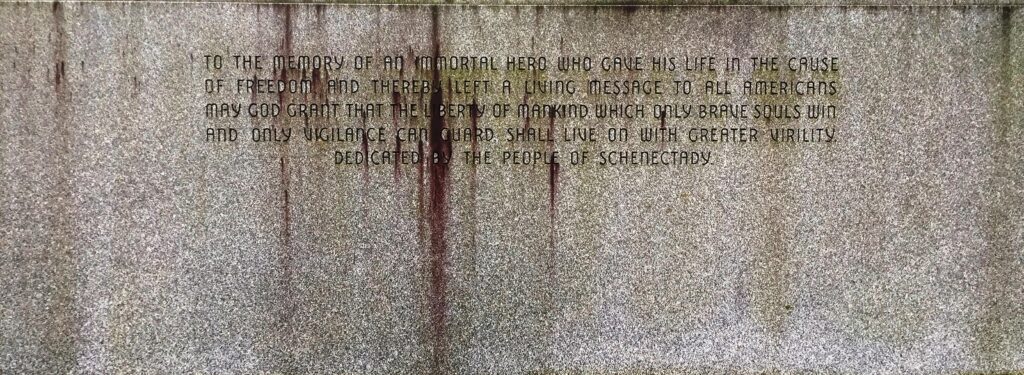 TO THE MEMORY OF AN IMMORTAL HERO WHO GAVE HIS LIFE IN THE CAUSE
OF FREEDOM AND THEREBY LEFT A LIVING MESSAGE TO ALL AMERICANS
MAY GOD GRANT THAT THE LIBERTY OF MANKIND, WHICH ONLY BRAVE SOULS WIN
AND ONLY VIGILANCE CAN GUARD, SHALL LIVE ON WITH GREATER VIRILITY.
DEDICATED BY THE PEOPLE OF SCHENECTADY.